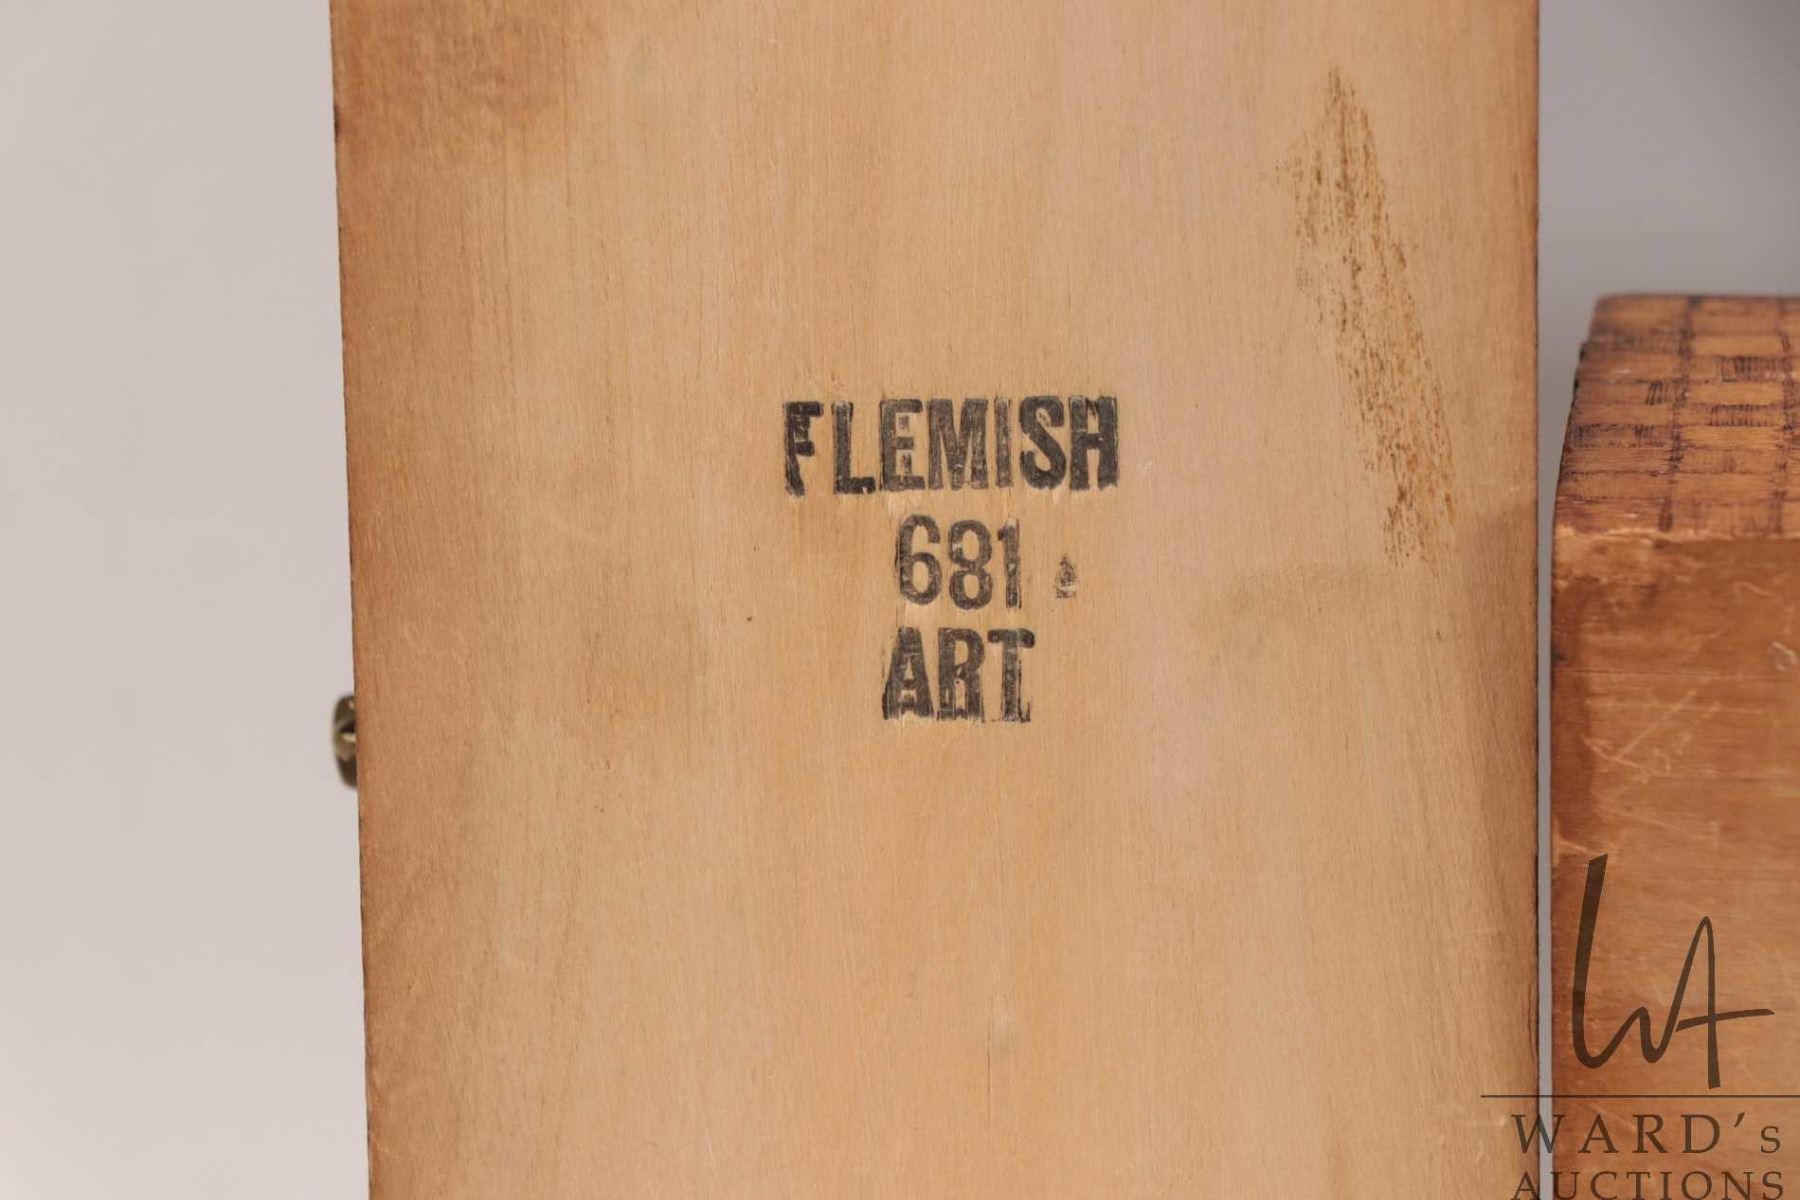 FLEMISH
681
ART
WARD's
AUCTIONS